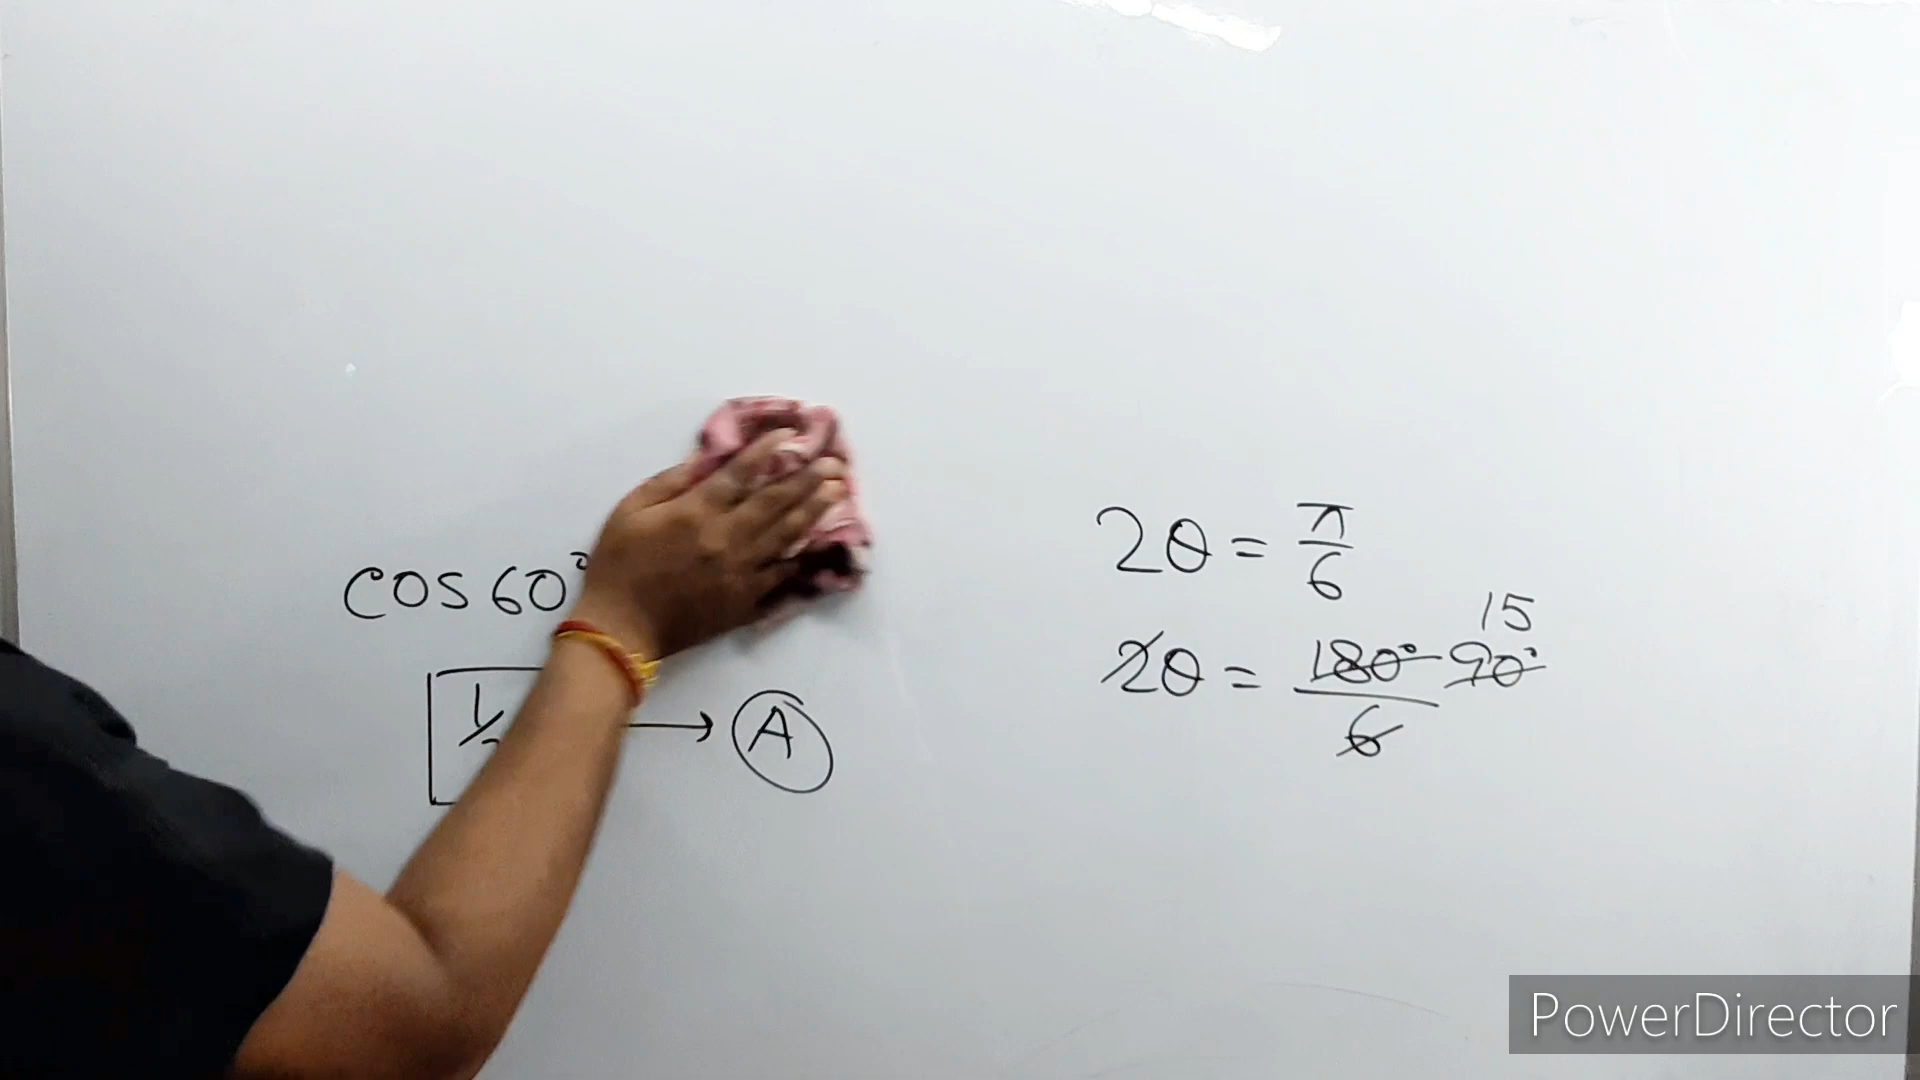 cos 60°
1/
→ A
2θ = π/6
15
2θ = 180° 90°
6
PowerDirector